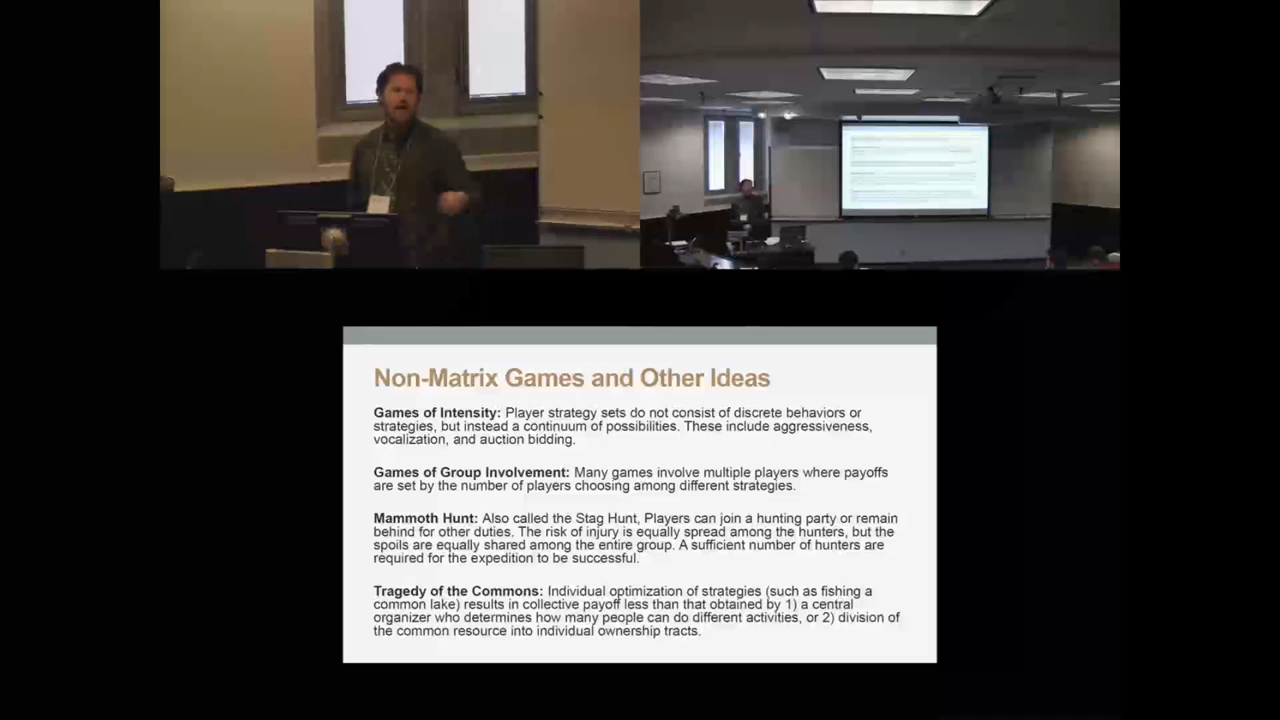 Non-Matrix Games and Other Ideas
Games of Intensity: Player strategy sets do not consist of discrete behaviors or
strategies, but instead a continuum of possibilities. These include aggressiveness,
vocalization, and auction bidding.
Games of Group Involvement: Many games involve multiple players where payoffs
are set by the number of players choosing among different strategies.
Mammoth Hunt: Also called the Stag Hunt, Players can join a hunting party or remain
behind for other duties. The risk of injury is equally spread among the hunters, but the
spoils are equally shared among the entire group. A sufficient number of hunters are
required for the expedition to be successful.
Tragedy of the Commons: Individual optimization of strategies (such as fishing a
common lake) results in collective payoff less than that obtained by 1) a central
organizer who determines how many people can do different activities, or 2) division of
the common resource into individual ownership tracts.